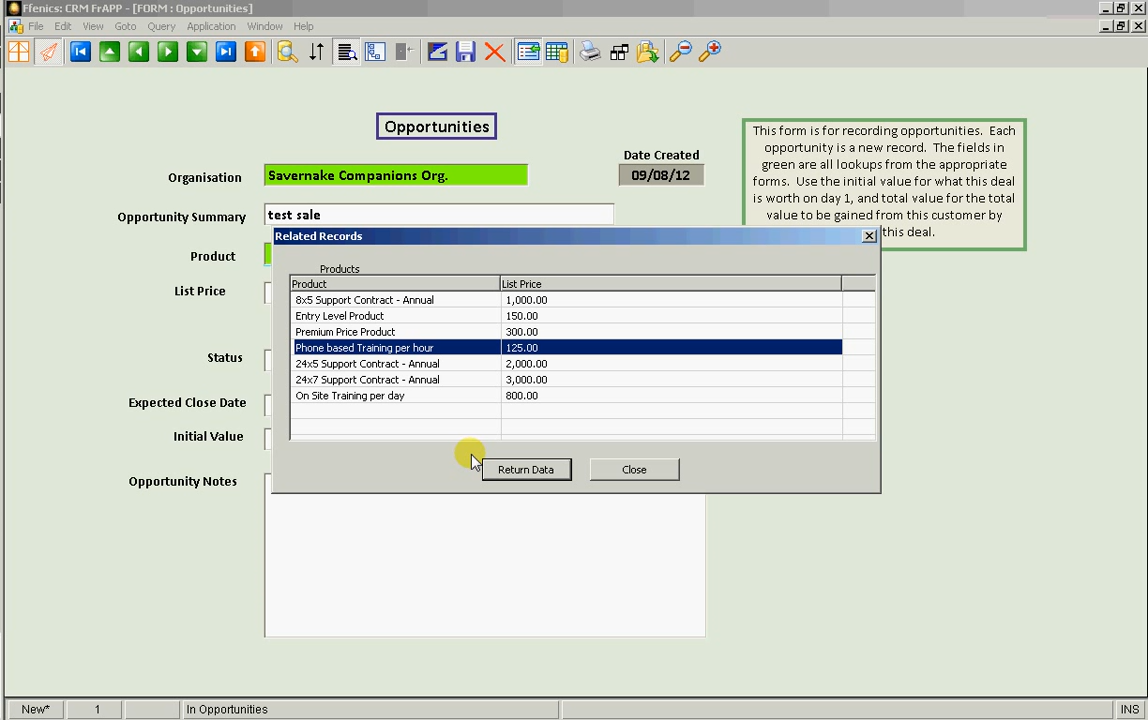 Ffenics: CRM FrAPP - [FORM : Opportunities]
File Edit View Goto Query Application Window Help
Opportunities
This form is for recording opportunities. Each
opportunity is a new record. The fields in
green are all lookups from the appropriate
forms. Use the initial value for what this deal
is worth on day 1, and total value for the total
value to be gained from this customer by
this deal.
Date Created
Organisation Savernake Companions Org. 09/08/12
Opportunity Summary test sale
Product
List Price
Status
Expected Close Date
Initial Value
Opportunity Notes
Related Records
Products
Product List Price
8x5 Support Contract - Annual 1,000.00
Entry Level Product 150.00
Premium Price Product 300.00
Phone based Training per hour 125.00
24x5 Support Contract - Annual 2,000.00
24x7 Support Contract - Annual 3,000.00
On Site Training per day 800.00
Return Data Close
New* 1 In Opportunities INS